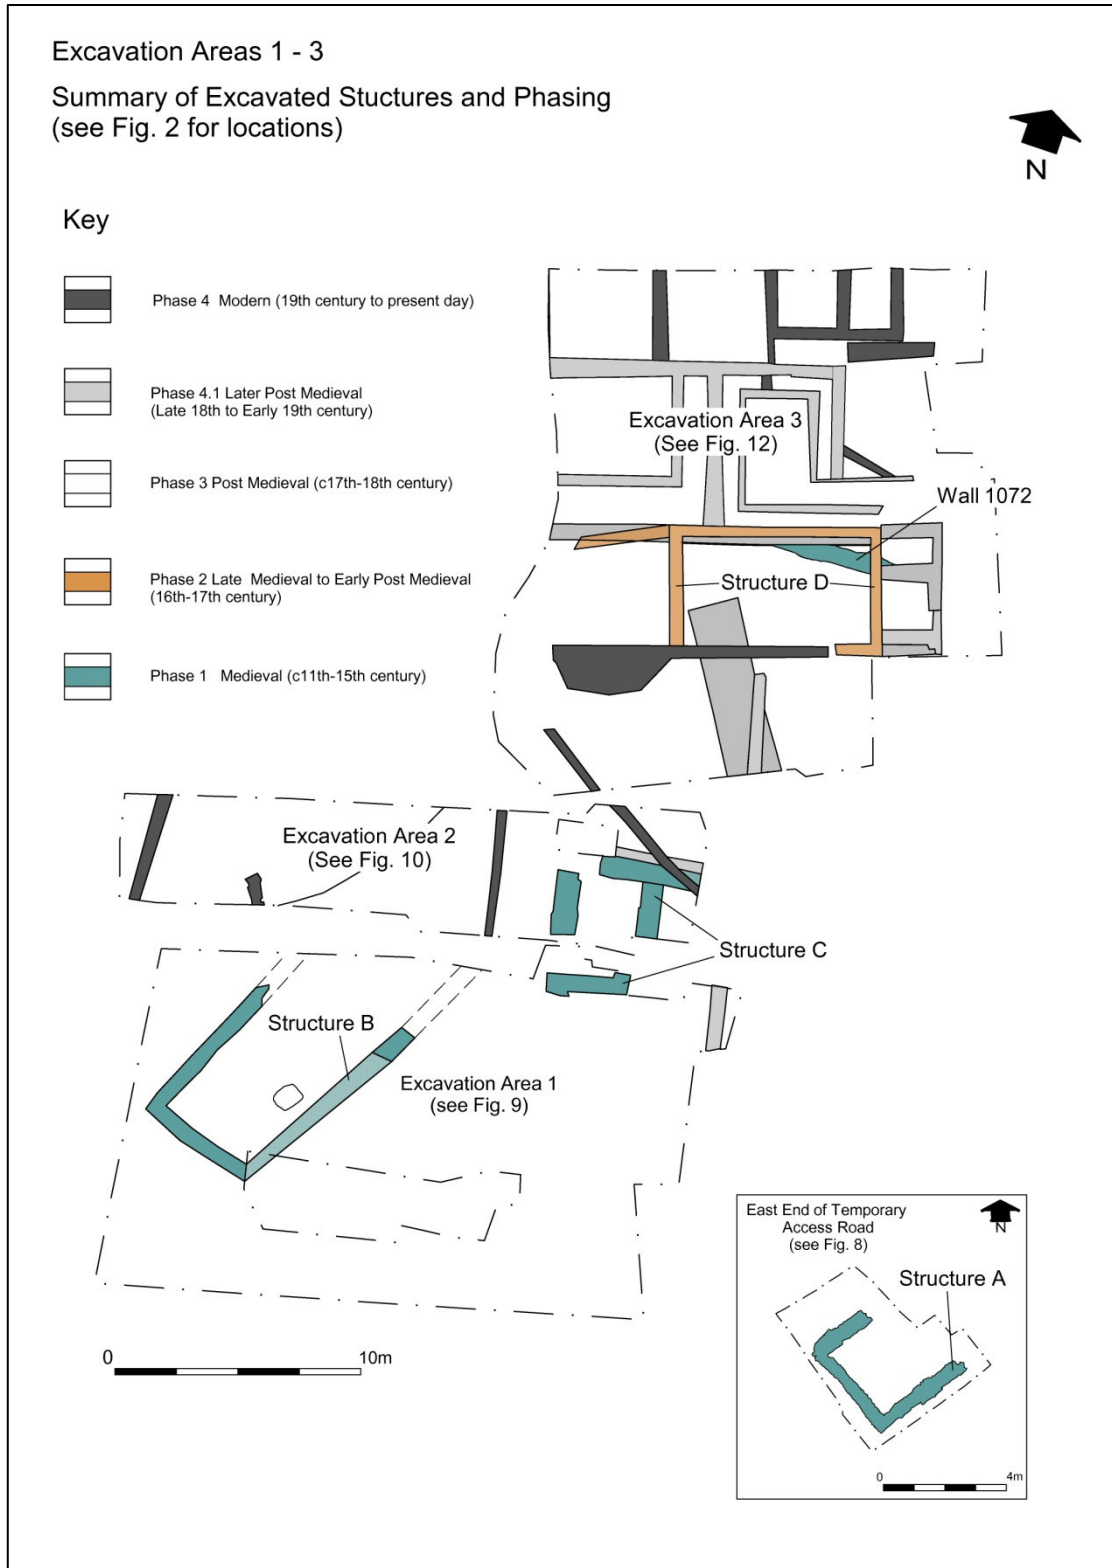 Excavation Areas 1 - 3
Summary of Excavated Stuctures and Phasing
(see Fig. 2 for locations)
N
Key
Phase 4  Modern (19th century to present day)
Phase 4.1 Later Post Medieval
(Late 18th to Early 19th century)
Phase 3 Post Medieval (c17th-18th century)
Phase 2 Late  Medieval to Early Post Medieval
(16th-17th century)
Phase 1   Medieval (c11th-15th century)
Excavation Area 3
(See Fig. 12)
Wall 1072
Structure D
Excavation Area 2
(See Fig. 10)
Structure C
Structure B
Excavation Area 1
(see Fig. 9)
0 10m
East End of Temporary
Access Road
(see Fig. 8)
N
Structure A
0 4m